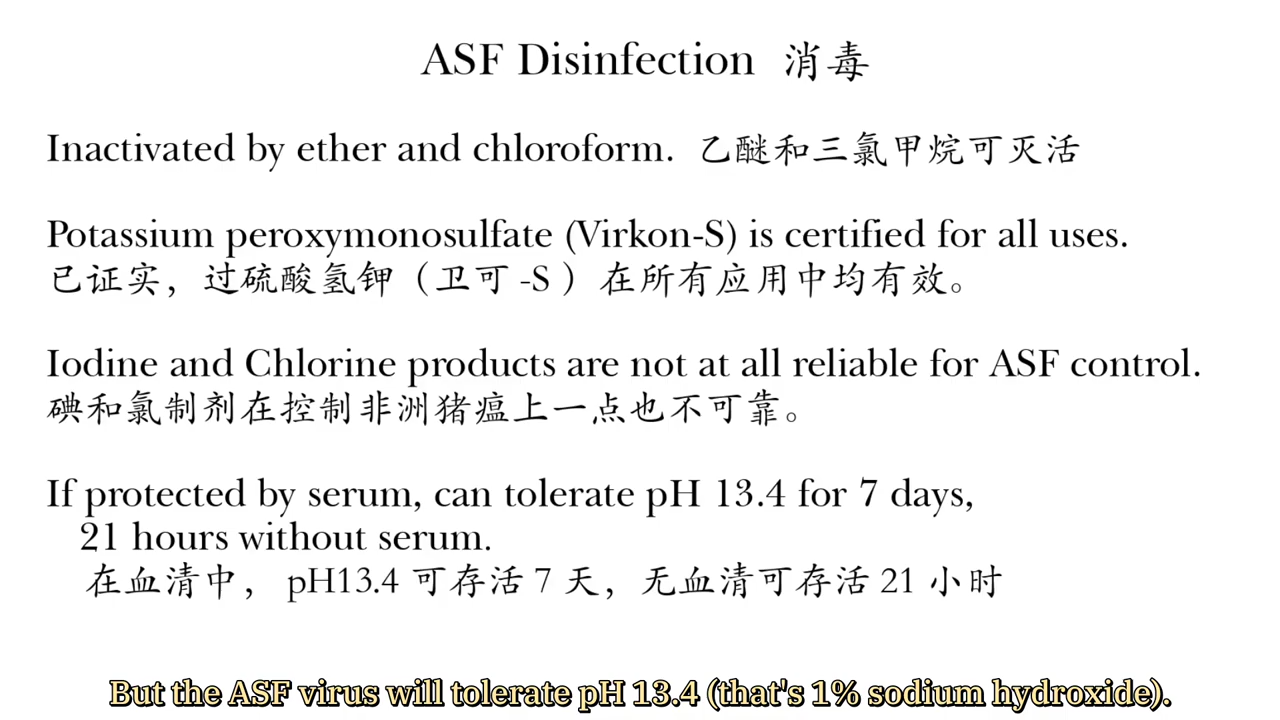 ASF Disinfection 消毒
Inactivated by ether and chloroform. 乙醚和三氯甲烷可灭活
Potassium peroxymonosulfate (Virkon-S) is certified for all uses.
已证实，过硫酸氢钾（卫可 -S ）在所有应用中均有效。
Iodine and Chlorine products are not at all reliable for ASF control.
碘和氯制剂在控制非洲猪瘟上一点也不可靠。
If protected by serum, can tolerate pH 13.4 for 7 days,
21 hours without serum.
在血清中， pH13.4 可存活 7 天，无血清可存活 21 小时
But the ASF virus will tolerate pH 13.4 (that's 1% sodium hydroxide).